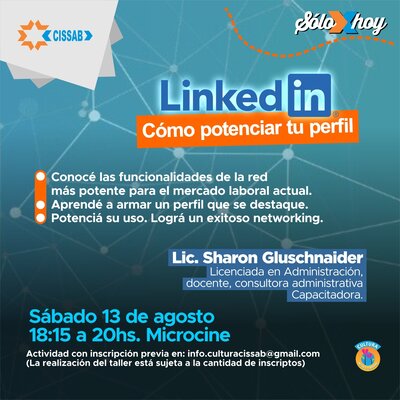 CISSAB
Sólo X hoy
Linked in
Cómo potenciar tu perfil
Conocé las funcionalidades de la red
más potente para el mercado laboral actual.
Aprendé a armar un perfil que se destaque.
Potenciá su uso. Lográ un exitoso networking.
Lic. Sharon Gluschnaider
Licenciada en Administración,
docente, consultora administrativa
Capacitadora.
Sábado 13 de agosto
18:15 a 20hs. Microcine
Actividad con inscripción previa en: info.culturacissab@gmail.com
(La realización del taller está sujeta a la cantidad de inscriptos)
CULTURA